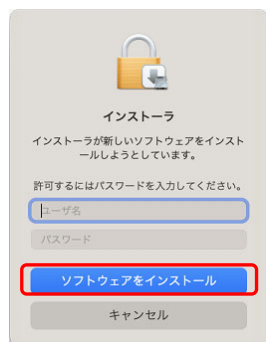 インストーラ
インストーラが新しいソフトウェアをインスト
ールしようとしています。
許可するにはパスワードを入力してください。
ユーザ名
パスワード
ソフトウェアをインストール
キャンセル